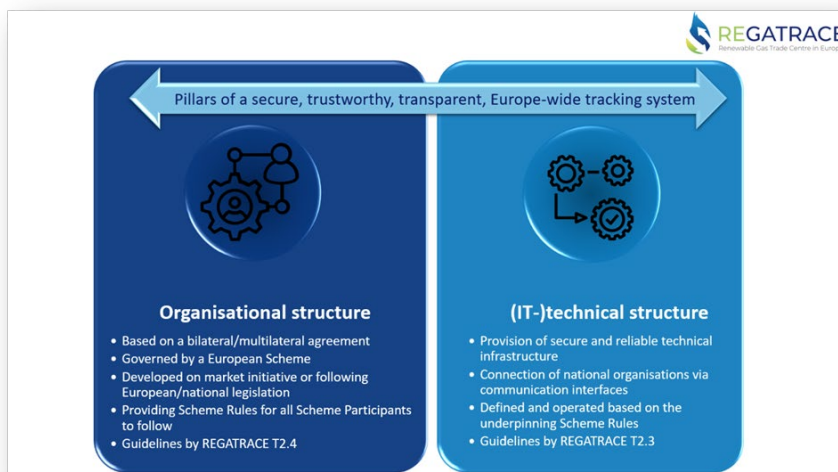 REGATRACE
Renewable Gas Trade Centre in Europ
Pillars of a secure, trustworthy, transparent, Europe-wide tracking system
Organisational structure
• Based on a bilateral/multilateral agreement
• Governed by a European Scheme
• Developed on market initiative or following
European/national legislation
• Providing Scheme Rules for all Scheme Participants
to follow
• Guidelines by REGATRACE T2.4
(IT-)technical structure
• Provision of secure and reliable technical
infrastructure
• Connection of national organisations via
communication interfaces
• Defined and operated based on the
underpinning Scheme Rules
• Guidelines by REGATRACE T2.3